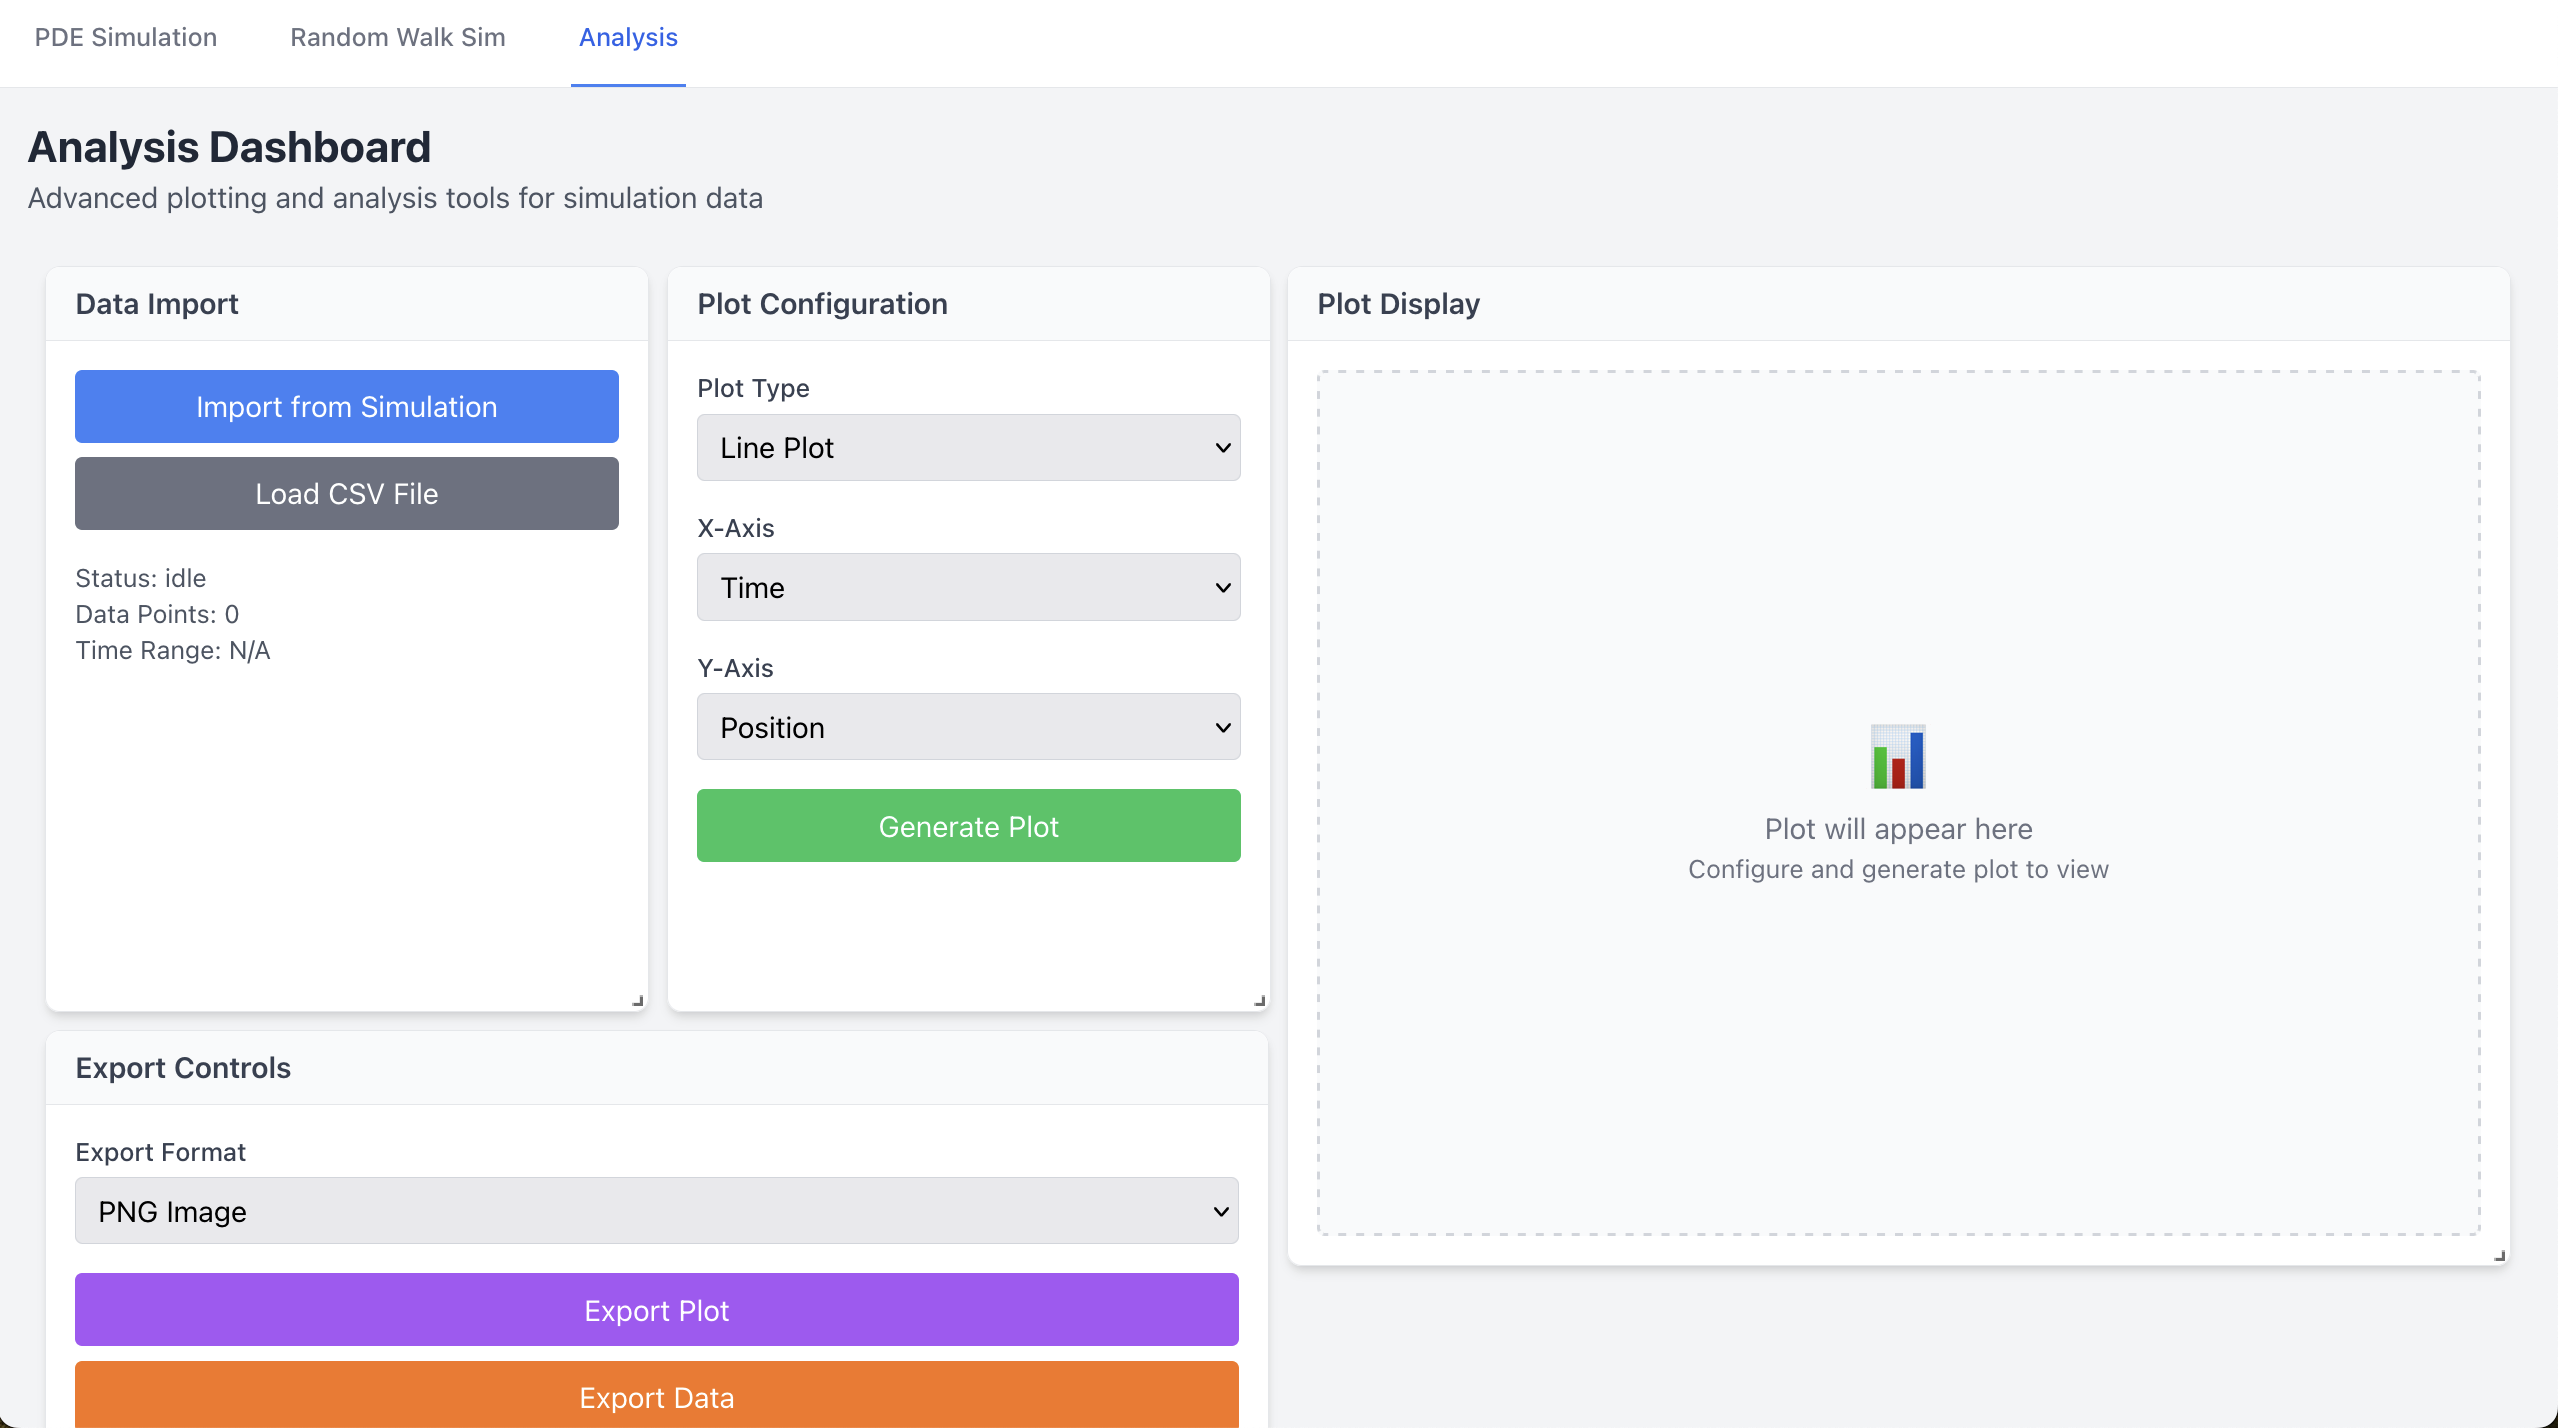 PDE Simulation
Random Walk Sim
Analysis
Analysis Dashboard
Advanced plotting and analysis tools for simulation data
Data Import
Import from Simulation
Load CSV File
Status: idle
Data Points: 0
Time Range: N/A
Plot Configuration
Plot Type
Line Plot
X-Axis
Time
Y-Axis
Position
Generate Plot
Plot Display
Plot will appear here
Configure and generate plot to view
Export Controls
Export Format
PNG Image
Export Plot
Export Data